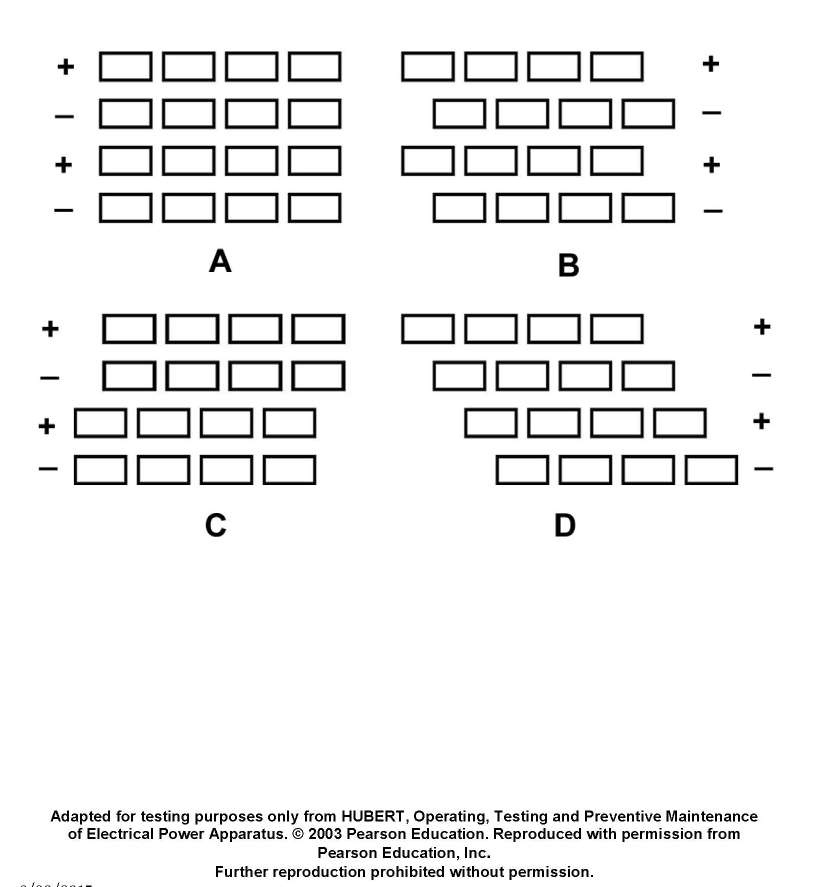 + +
– –
+ +
– –
A B
+ +
– –
+ +
– –
C D
Adapted for testing purposes only from HUBERT, Operating, Testing and Preventive Maintenance
of Electrical Power Apparatus. © 2003 Pearson Education. Reproduced with permission from
Pearson Education, Inc.
Further reproduction prohibited without permission.